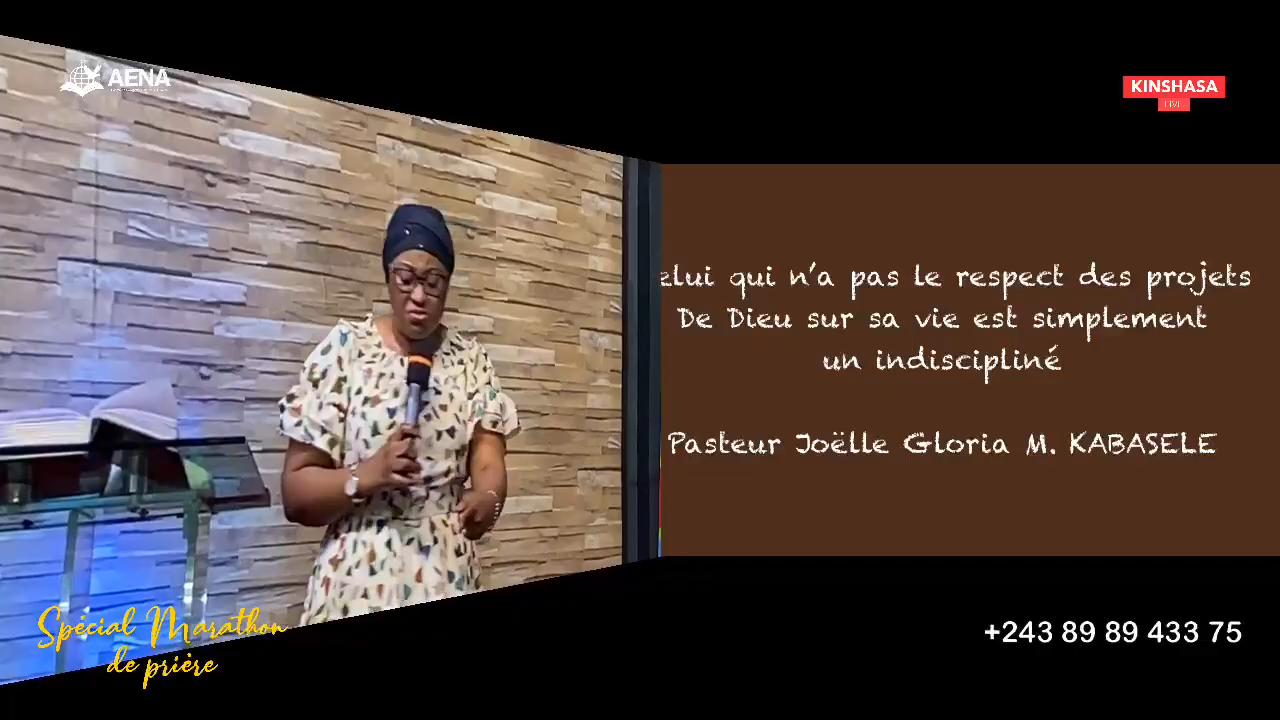 AENA
KINSHASA
LIVE
elui qui n'a pas le respect des projets
De Dieu sur sa vie est simplement
un indiscipliné
Pasteur Joëlle Gloria M. KABASELE
Spécial Marathon
de prière
+243 89 89 433 75